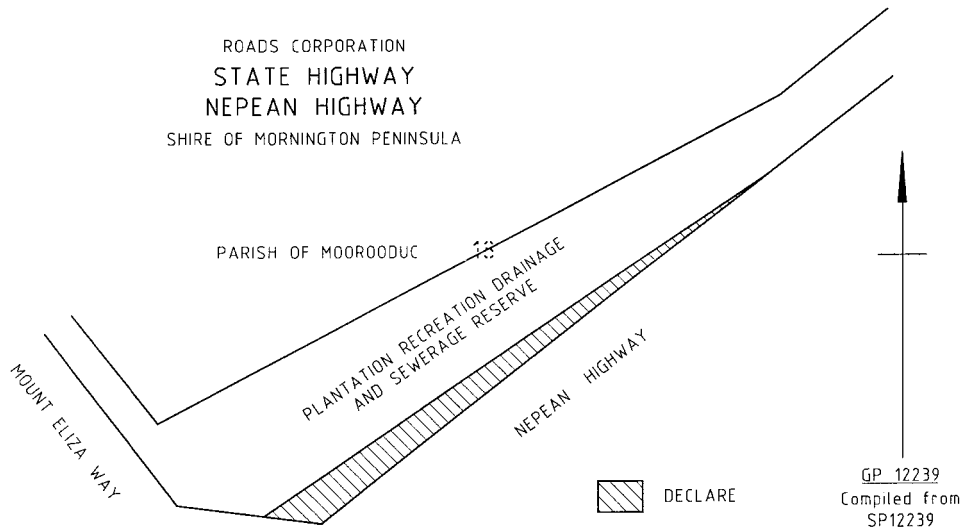 ROADS CORPORATION
STATE HIGHWAY
NEPEAN HIGHWAY
SHIRE OF MORNINGTON PENINSULA
PARISH OF MOOROODUC
18
PLANTATION RECREATION DRAINAGE
AND SEWERAGE RESERVE
NEPEAN HIGHWAY
MOUNT ELIZA WAY
DECLARE
GP 12239
Compiled from
SP12239